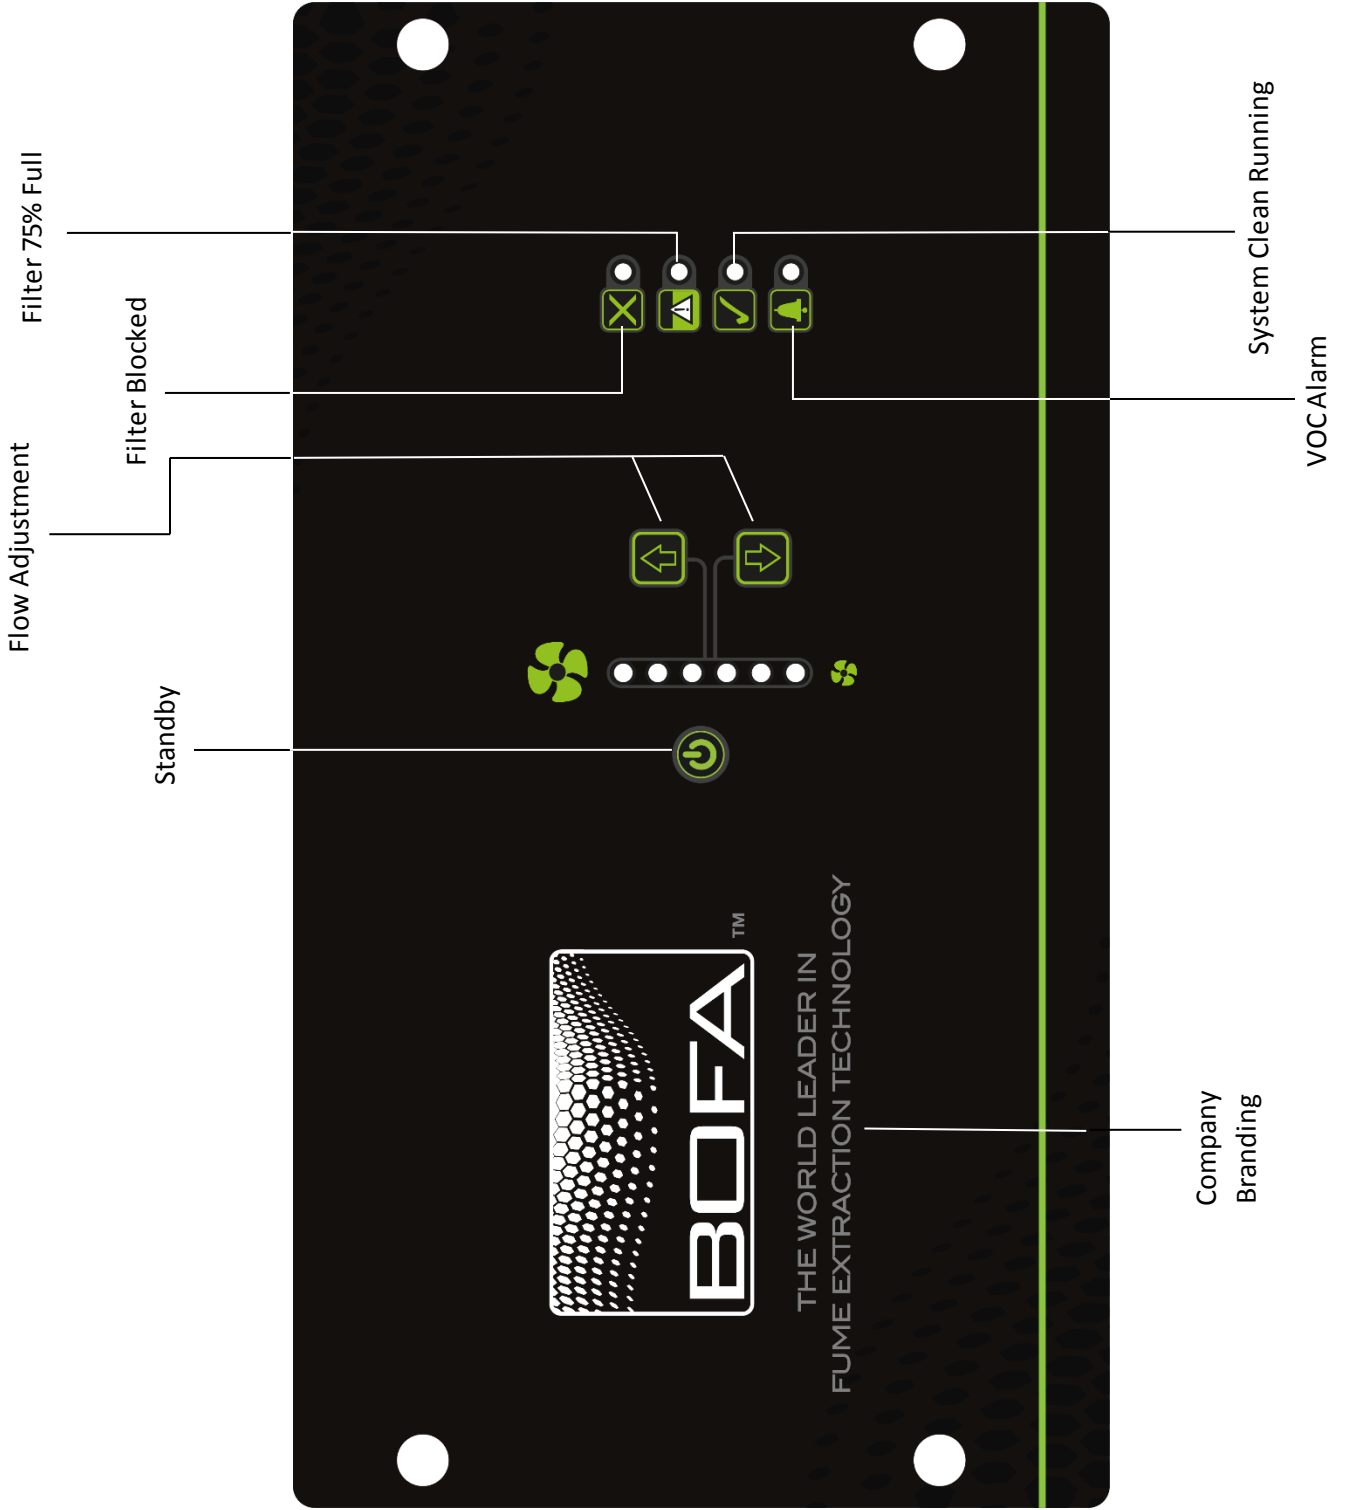 Flow Adjustment
Filter 75% Full
Filter Blocked
Standby
BOFA
TM
THE WORLD LEADER IN
FUME EXTRACTION TECHNOLOGY
Company
Branding
System Clean Running
VOC Alarm